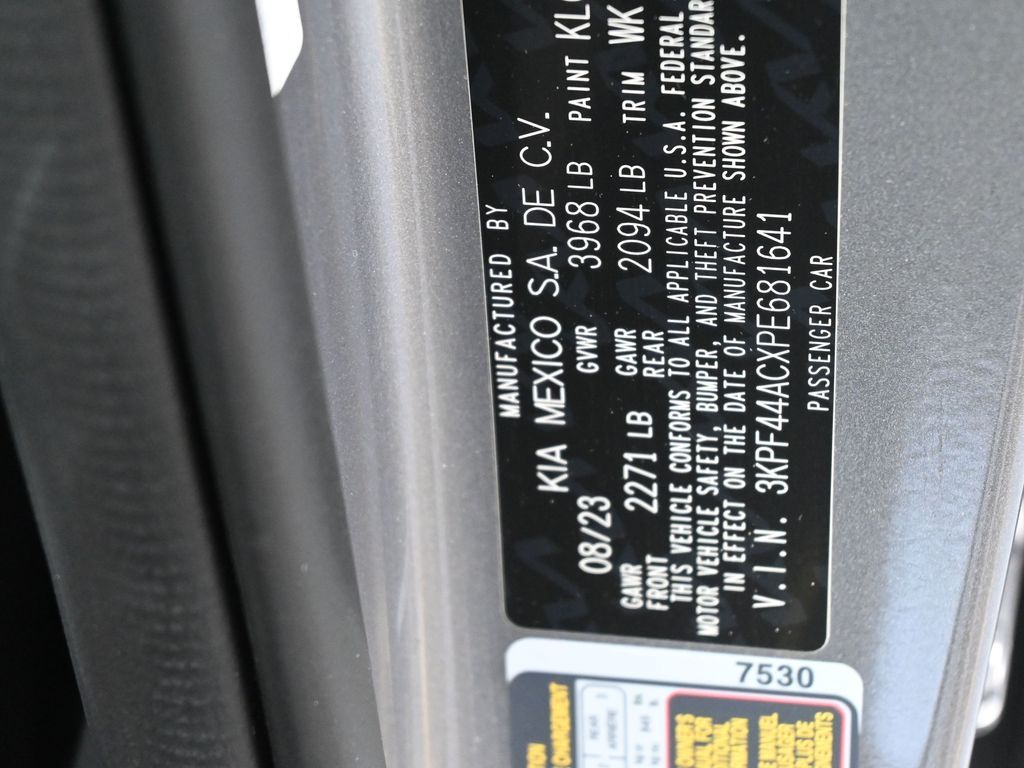 MANUFACTURED BY
KIA MEXICO S.A. DE C.V.
08/23 GVWR 3968 LB PAINT
GAWR FRONT 2271 LB GAWR REAR 2094 LB TRIM WK
THIS VEHICLE CONFORMS TO ALL APPLICABLE U.S.A. FEDERAL
MOTOR VEHICLE SAFETY, BUMPER, AND THEFT PREVENTION STANDAR
IN EFFECT ON THE DATE OF MANUFACTURE SHOWN ABOVE.
V.I.N. 3KPF44ACXPE681641
PASSENGER CAR
7530